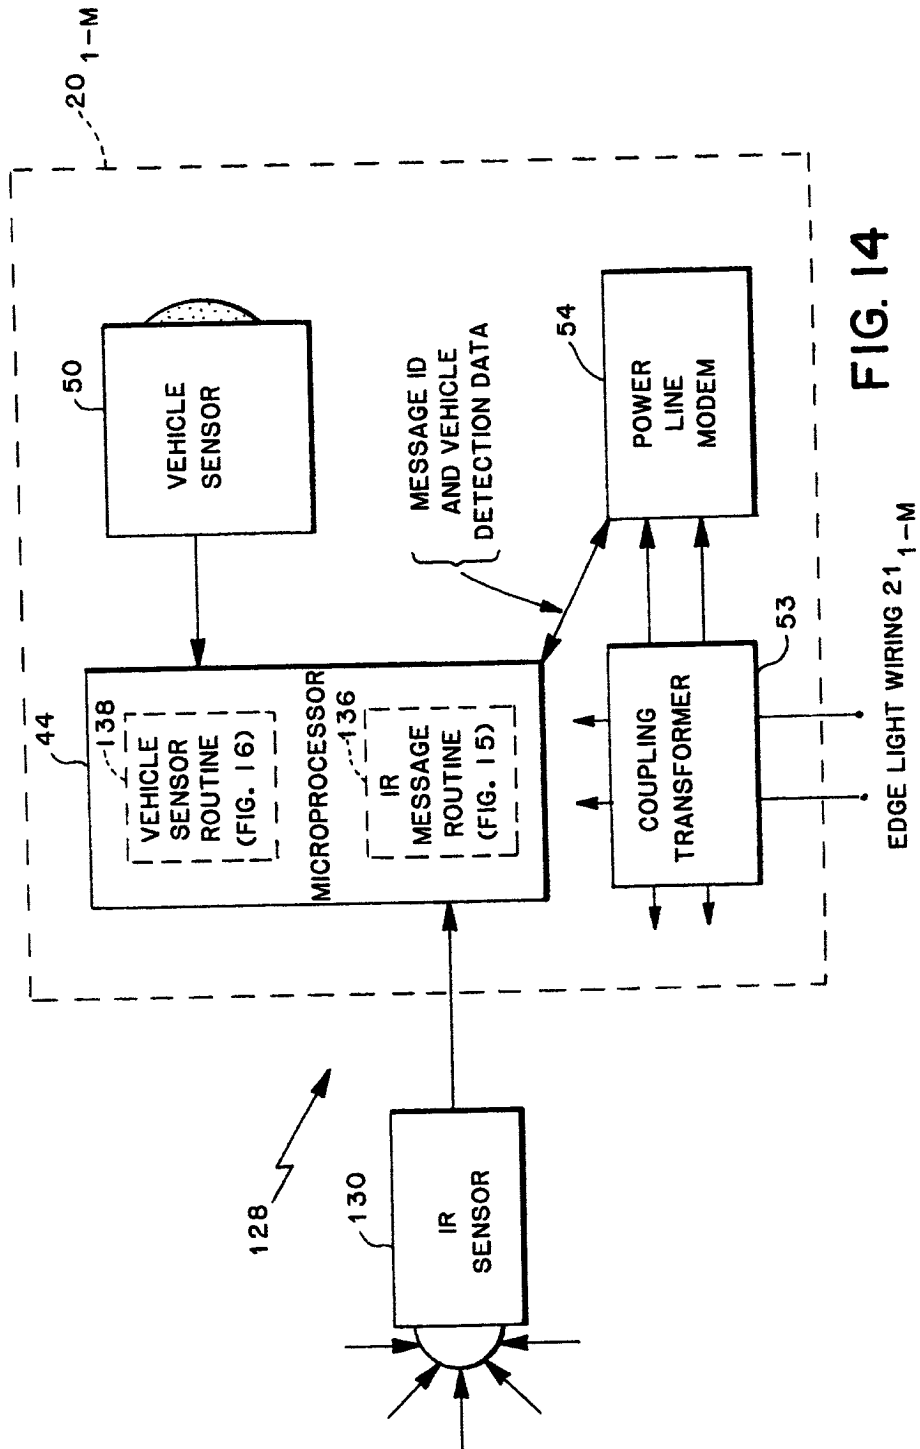 20 1-M
50
VEHICLE
SENSOR
44
138
VEHICLE
SENSOR
ROUTINE
(FIG. 16)
MICROPROCESSOR
136
IR
MESSAGE
ROUTINE
(FIG. 15)
MESSAGE ID
AND VEHICLE
DETECTION DATA
54
POWER
LINE
MODEM
53
COUPLING
TRANSFORMER
128
130
IR
SENSOR
EDGE LIGHT WIRING 21 1-M
FIG. 14